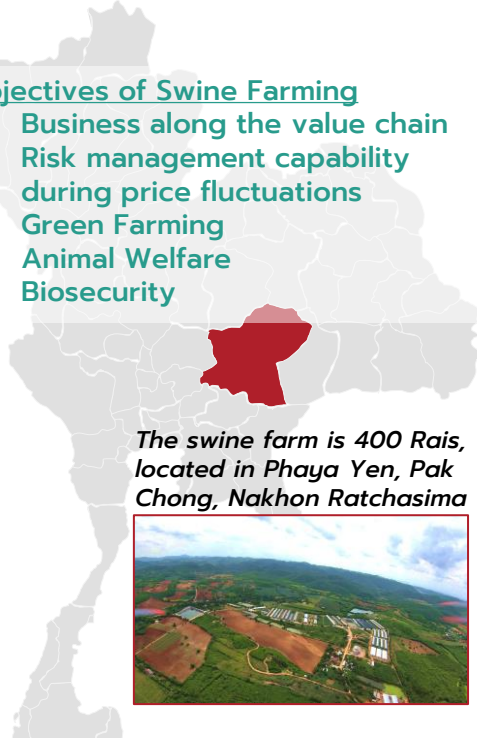 jectives of Swine Farming
Business along the value chain
Risk management capability
during price fluctuations
Green Farming
Animal Welfare
Biosecurity
The swine farm is 400 Rais,
located in Phaya Yen, Pak
Chong, Nakhon Ratchasima